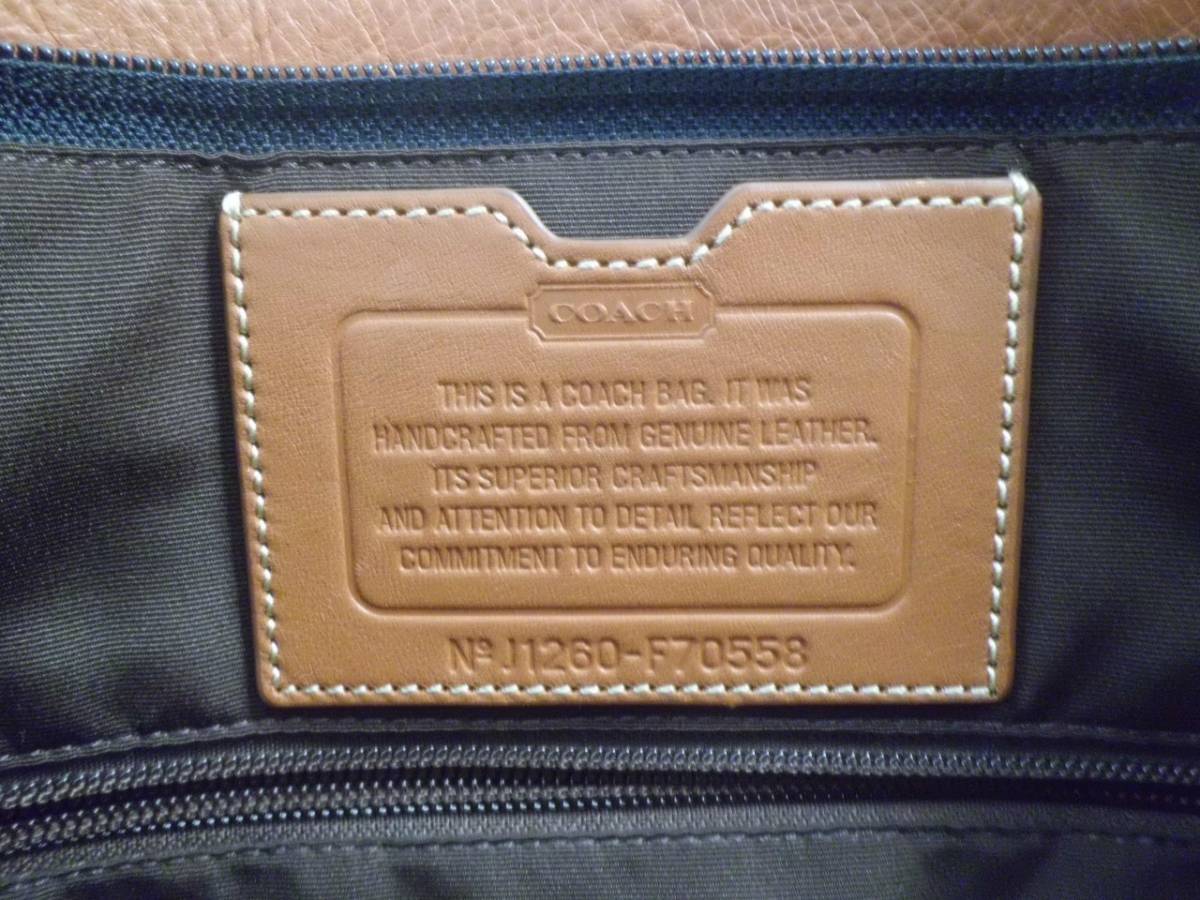 COACH
THIS IS A COACH BAG. IT WAS
HANDCRAFTED FROM GENUINE LEATHER.
ITS SUPERIOR CRAFTSMANSHIP
AND ATTENTION TO DETAIL REFLECT OUR
COMMITMENT TO ENDURING QUALITY.
Nº J1260-F70558